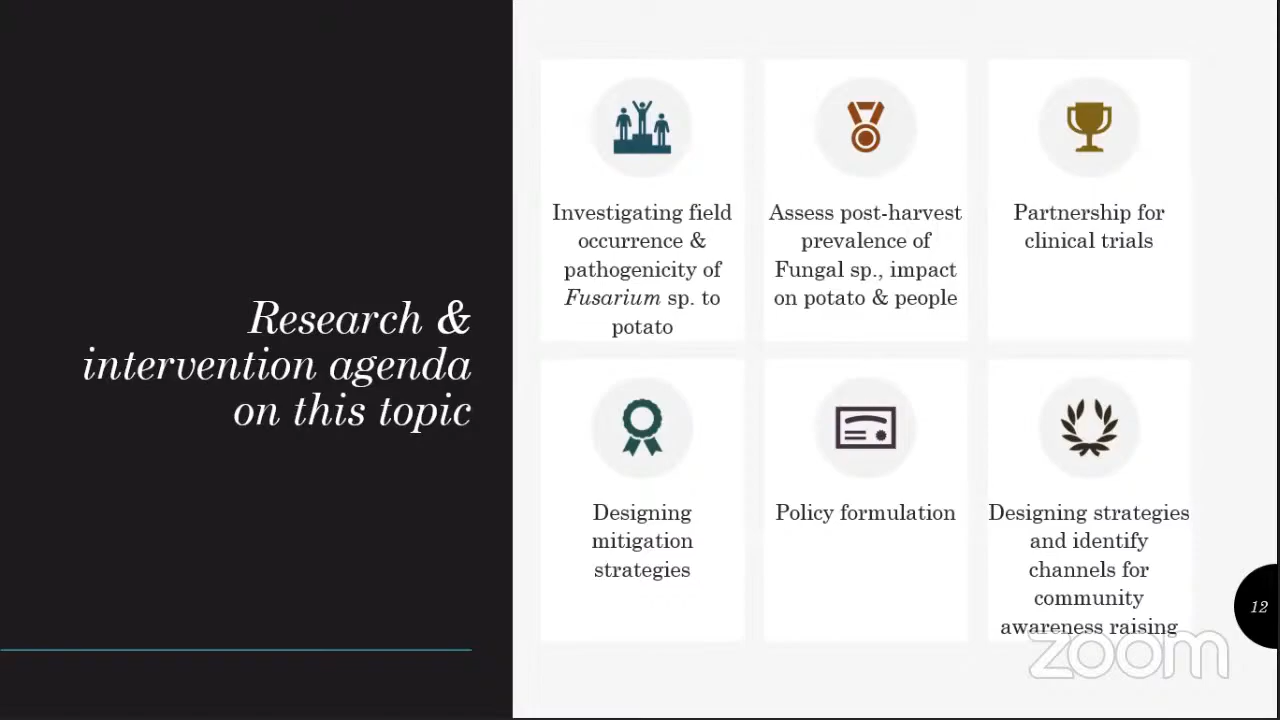 Research &
intervention agenda
on this topic
Investigating field
occurrence &
pathogenicity of
Fusarium sp. to
potato
Assess post-harvest
prevalence of
Fungal sp., impact
on potato & people
Partnership for
clinical trials
Designing
mitigation
strategies
Policy formulation
Designing strategies
and identify
channels for
community
awareness raising
12
zoom